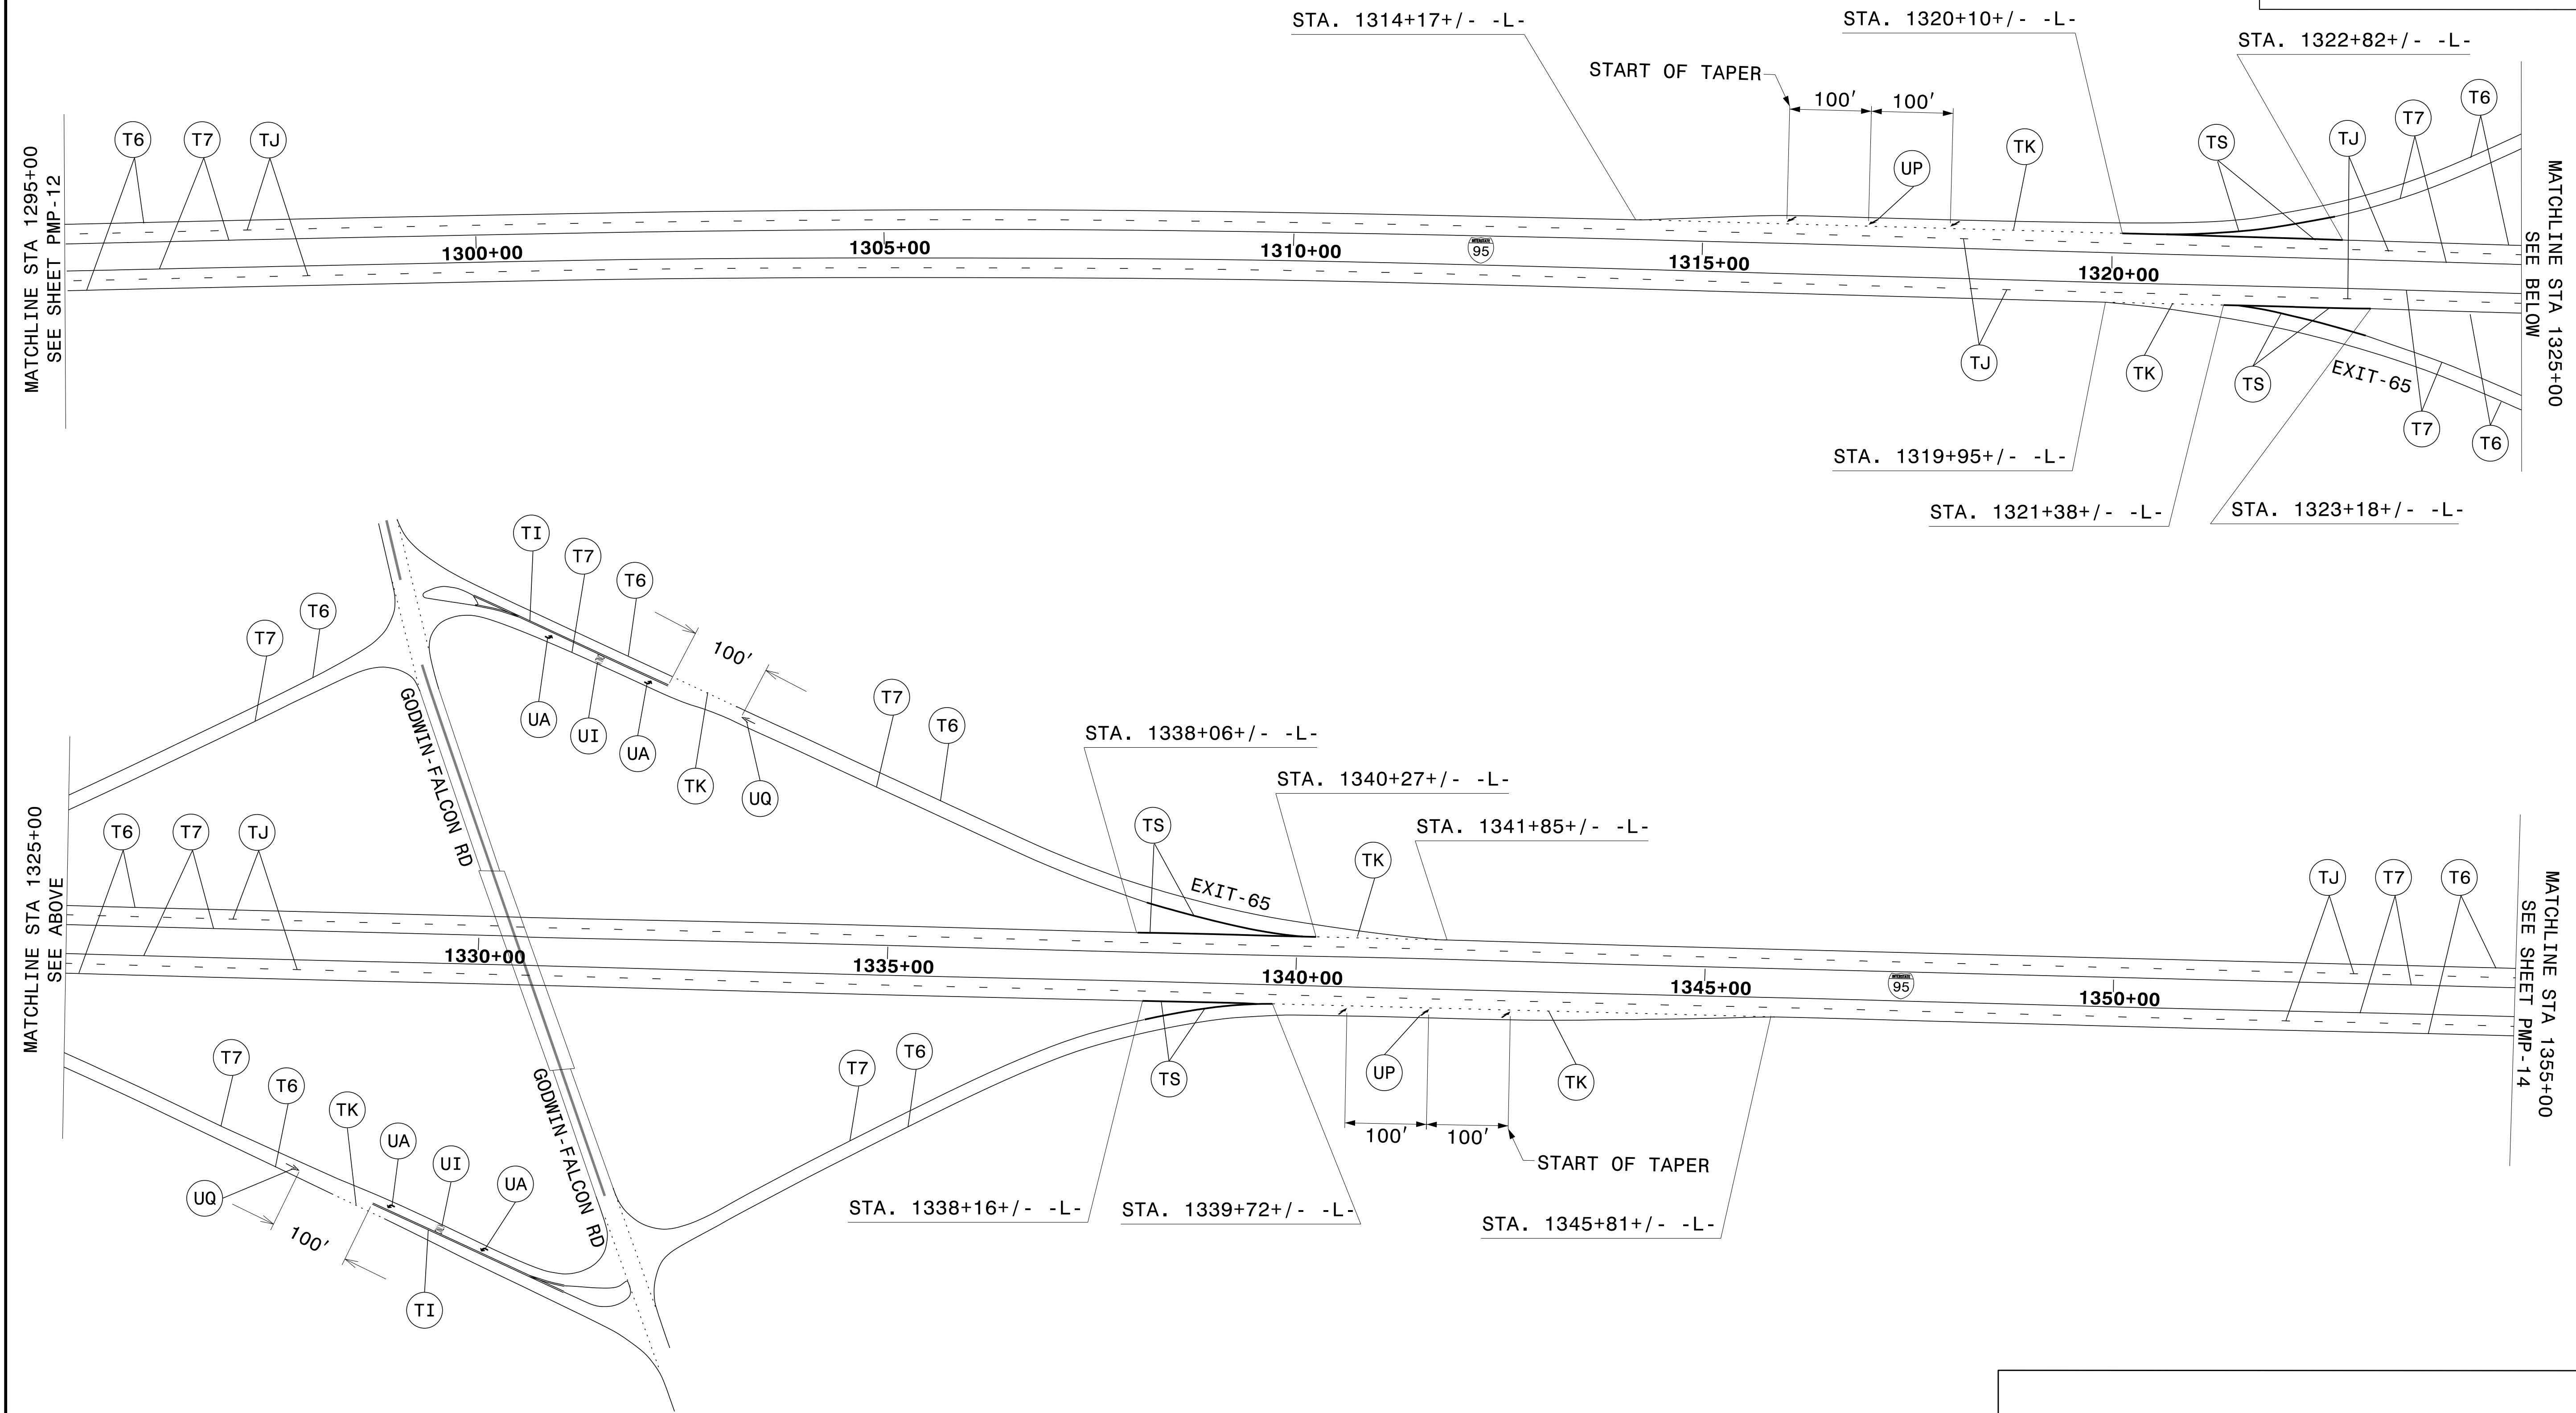 STA. 1314+17+/- -L-
STA. 1320+10+/- -L-
STA. 1322+82+/- -L-
START OF TAPER
100'
100'
T6
T7
TJ
UP
TK
TS
TJ
T7
T6
MATCHLINE STA 1295+00
SEE SHEET PMP-12
1300+00
1305+00
1310+00
INTERSTATE
95
1315+00
1320+00
MATCHLINE STA 1325+00
SEE BELOW
TJ
TK
TS
EXIT-65
T7
T6
STA. 1319+95+/- -L-
STA. 1321+38+/- -L-
STA. 1323+18+/- -L-
TI
T7
T6
T7
T6
100'
GODWIN-FALCON RD
UA
UI
UA
TK
UQ
T7
T6
STA. 1338+06+/- -L-
STA. 1340+27+/- -L-
STA. 1341+85+/- -L-
MATCHLINE STA 1325+00
SEE ABOVE
T6
T7
TJ
TS
EXIT-65
TK
TJ
T7
T6
1330+00
1335+00
1340+00
1345+00
INTERSTATE
95
1350+00
MATCHLINE STA 1355+00
SEE SHEET PMP-14
T7
T6
TK
UA
UI
UA
UQ
100'
TI
GODWIN-FALCON RD
T7
T6
TS
UP
TK
100'
100'
START OF TAPER
STA. 1338+16+/- -L-
STA. 1339+72+/- -L-
STA. 1345+81+/- -L-